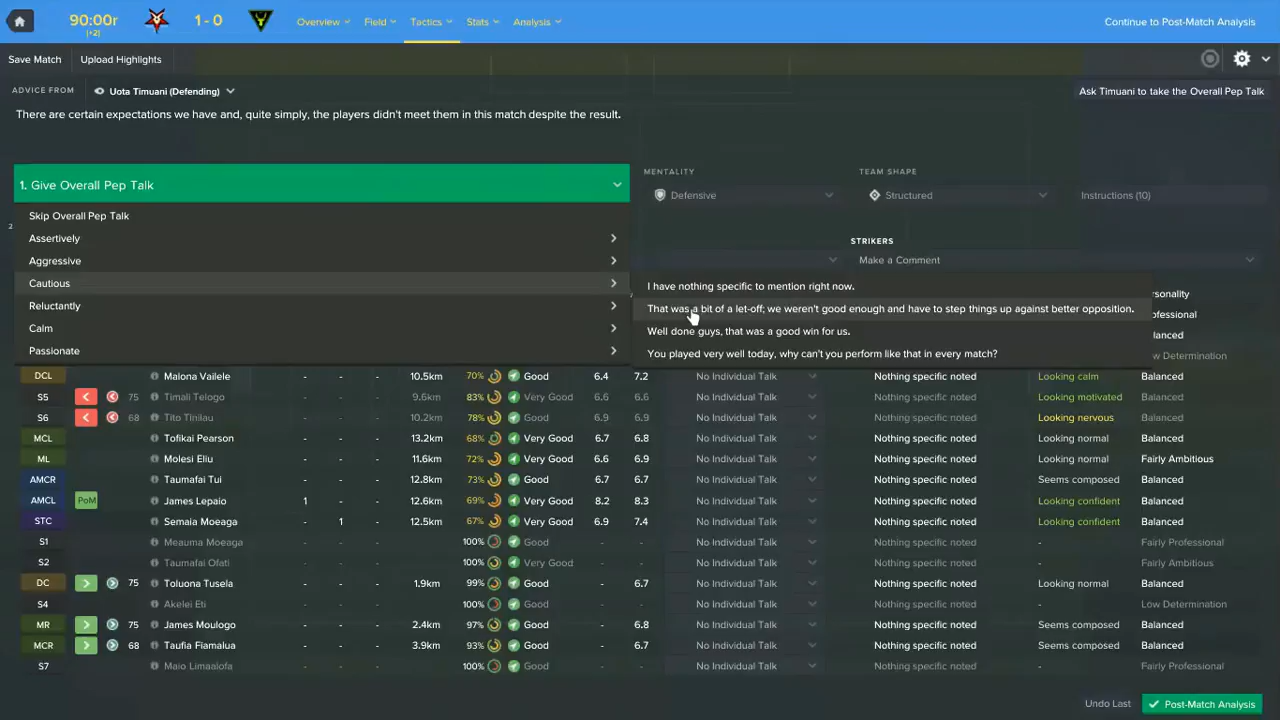 90:00r
[+2]
1 - 0
Overview
Field
Tactics
Stats
Analysis
Continue to Post-Match Analysis
Save Match
Upload Highlights
ADVICE FROM
Uota Timuani (Defending)
Ask Timuani to take the Overall Pep Talk
There are certain expectations we have and, quite simply, the players didn't meet them in this match despite the result.
1. Give Overall Pep Talk
MENTALITY
TEAM SHAPE
Defensive
Structured
Instructions (10)
2
Skip Overall Pep Talk
Assertively
STRIKERS
Aggressive
Make a Comment
Cautious
I have nothing specific to mention right now.
rsonality
Reluctantly
That was a bit of a let-off; we weren't good enough and have to step things up against better opposition.
ofessional
Calm
Well done guys, that was a good win for us.
Balanced
Passionate
You played very well today, why can't you perform like that in every match?
ow Determination
DCL Malona Vailele - - - 10.5km 70% Good 6.4 7.2 No Individual Talk Nothing specific noted Looking calm Balanced
S5 75 Timali Telogo - - - 9.6km 83% Very Good 6.6 6.6 No Individual Talk Nothing specific noted Looking motivated Balanced
S6 68 Tito Tinilau - - - 10.2km 78% Good 6.9 6.9 No Individual Talk Nothing specific noted Looking nervous Balanced
MCL Tofikai Pearson - - - 13.2km 68% Very Good 6.7 6.8 No Individual Talk Nothing specific noted Looking normal Balanced
ML Molesi Eliu - - - 11.6km 72% Very Good 6.6 6.9 No Individual Talk Nothing specific noted Looking normal Fairly Ambitious
AMCR Taumafai Tui - - - 12.8km 73% Good 6.7 6.7 No Individual Talk Nothing specific noted Seems composed Balanced
AMCL PoM James Lepaio 1 - - 12.6km 69% Very Good 8.2 8.3 No Individual Talk Nothing specific noted Looking confident Balanced
STC Semaia Moeaga - 1 - 12.5km 67% Very Good 6.9 7.4 No Individual Talk Nothing specific noted Looking confident Balanced
S1 Meauma Moeaga 100% Good - - No Individual Talk Nothing specific noted - Fairly Professional
S2 Taumafai Ofati 100% Very Good - - No Individual Talk Nothing specific noted - Fairly Ambitious
DC 75 Toluona Tusela - - - 1.9km 99% Good - 6.7 No Individual Talk Nothing specific noted Looking normal Balanced
S4 Akelei Eti 100% Good - - No Individual Talk Nothing specific noted - Low Determination
MR 75 James Moulogo - - - 2.4km 97% Good - 6.8 No Individual Talk Nothing specific noted Seems composed Balanced
MCR 68 Taufia Fiamalua - - - 3.9km 93% Good - 6.7 No Individual Talk Nothing specific noted Seems composed Balanced
S7 Maio Limaalofa 100% Good - - No Individual Talk Nothing specific noted - Fairly Professional
Undo Last
Post-Match Analysis